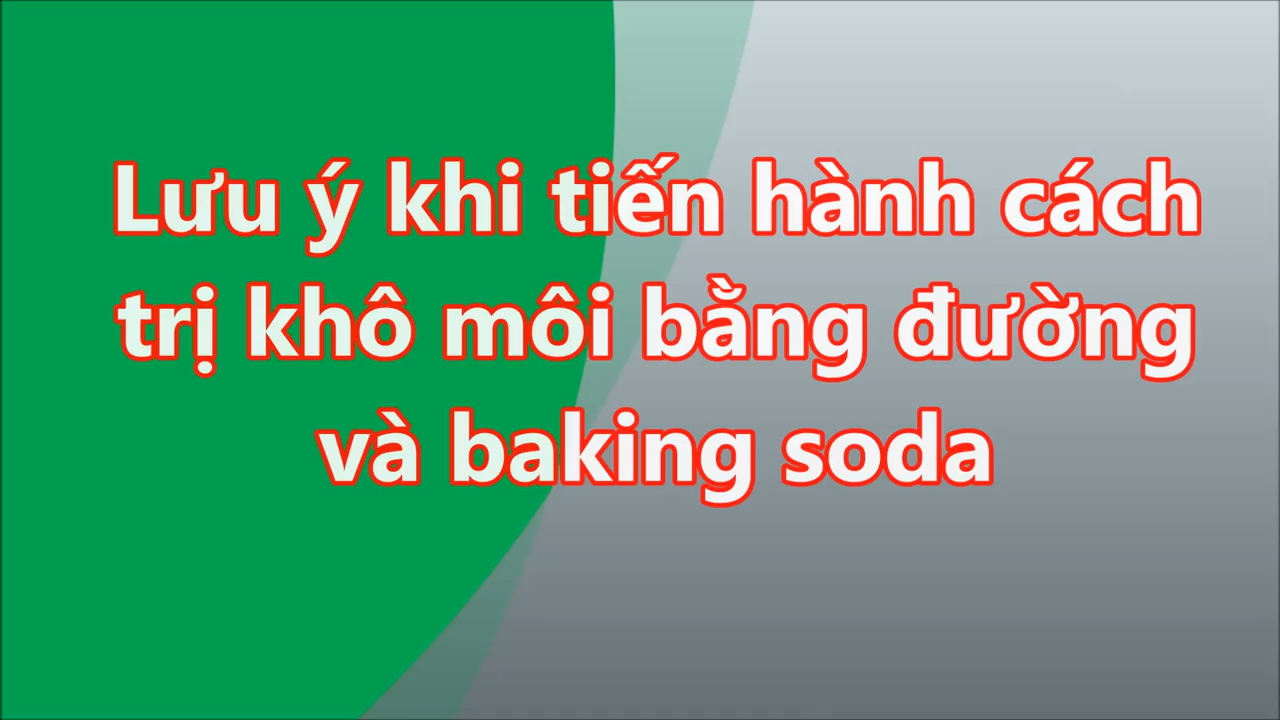 Lưu ý khi tiến hành cách
trị khô môi bằng đường
và baking soda